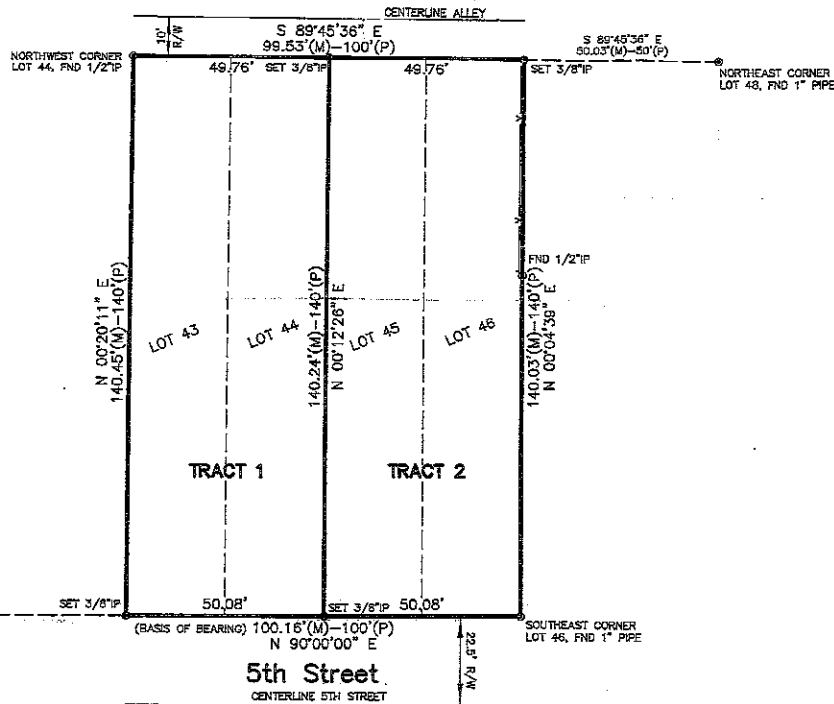 CENTERLINE ALLEY
10'
R/W
S 89°45'36" E
99.53'(M)-100'(P)
S 89°45'36" E
50.03'(M)-50'(P)
NORTHWEST CORNER
LOT 44, FND 1/2"IP
49.76'
SET 3/8"IP
49.76'
SET 3/8"IP
NORTHEAST CORNER
LOT 48, FND 1" PIPE
FND 1/2"IP
N 00°20'11" E
140.45'(M)-140'(P)
LOT 43
LOT 44
140.24'(M)-140'(P)
N 00°12'26" E
LOT 45
LOT 46
140.03'(M)-140'(P)
N 00°04'39" E
TRACT 1
TRACT 2
SET 3/8"IP
50.08'
SET 3/8"IP
50.08'
(BASIS OF BEARING) 100.16'(M)-100'(P)
N 90°00'00" E
SOUTHEAST CORNER
LOT 46, FND 1" PIPE
22.5' R/W
5th Street
CENTERLINE 5TH STREET